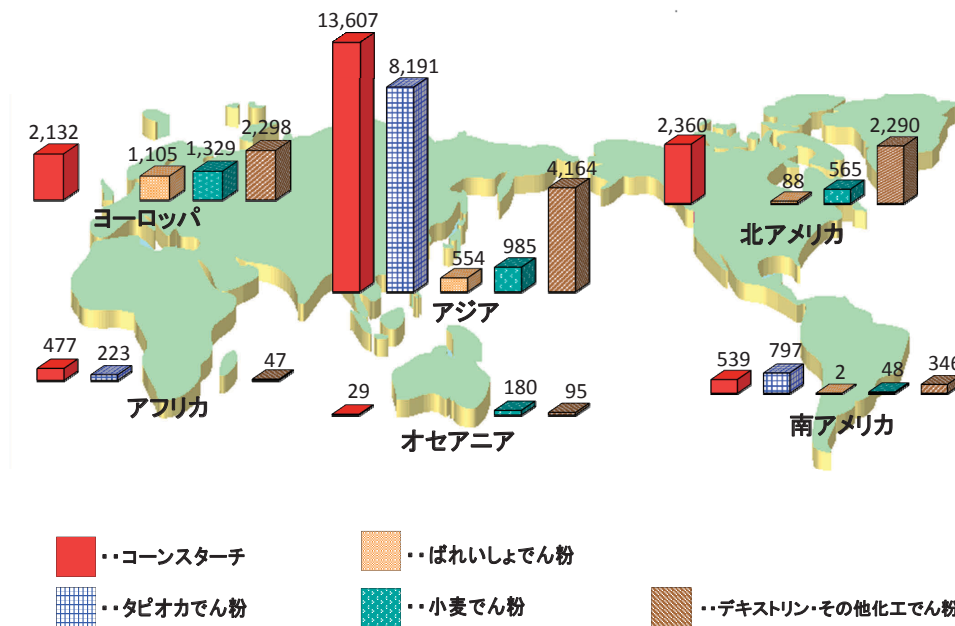 13,607
8,191
2,132
1,105
1,329
2,298
ヨーロッパ
4,164
554
985
アジア
2,360
88
565
2,290
北アメリカ
477
223
47
アフリカ
29
180
95
オセアニア
539
797
2
48
346
南アメリカ
・・コーンスターチ
・・ばれいしょでん粉
・・タピオカでん粉
・・小麦でん粉
・・デキストリン・その他化工でん粉